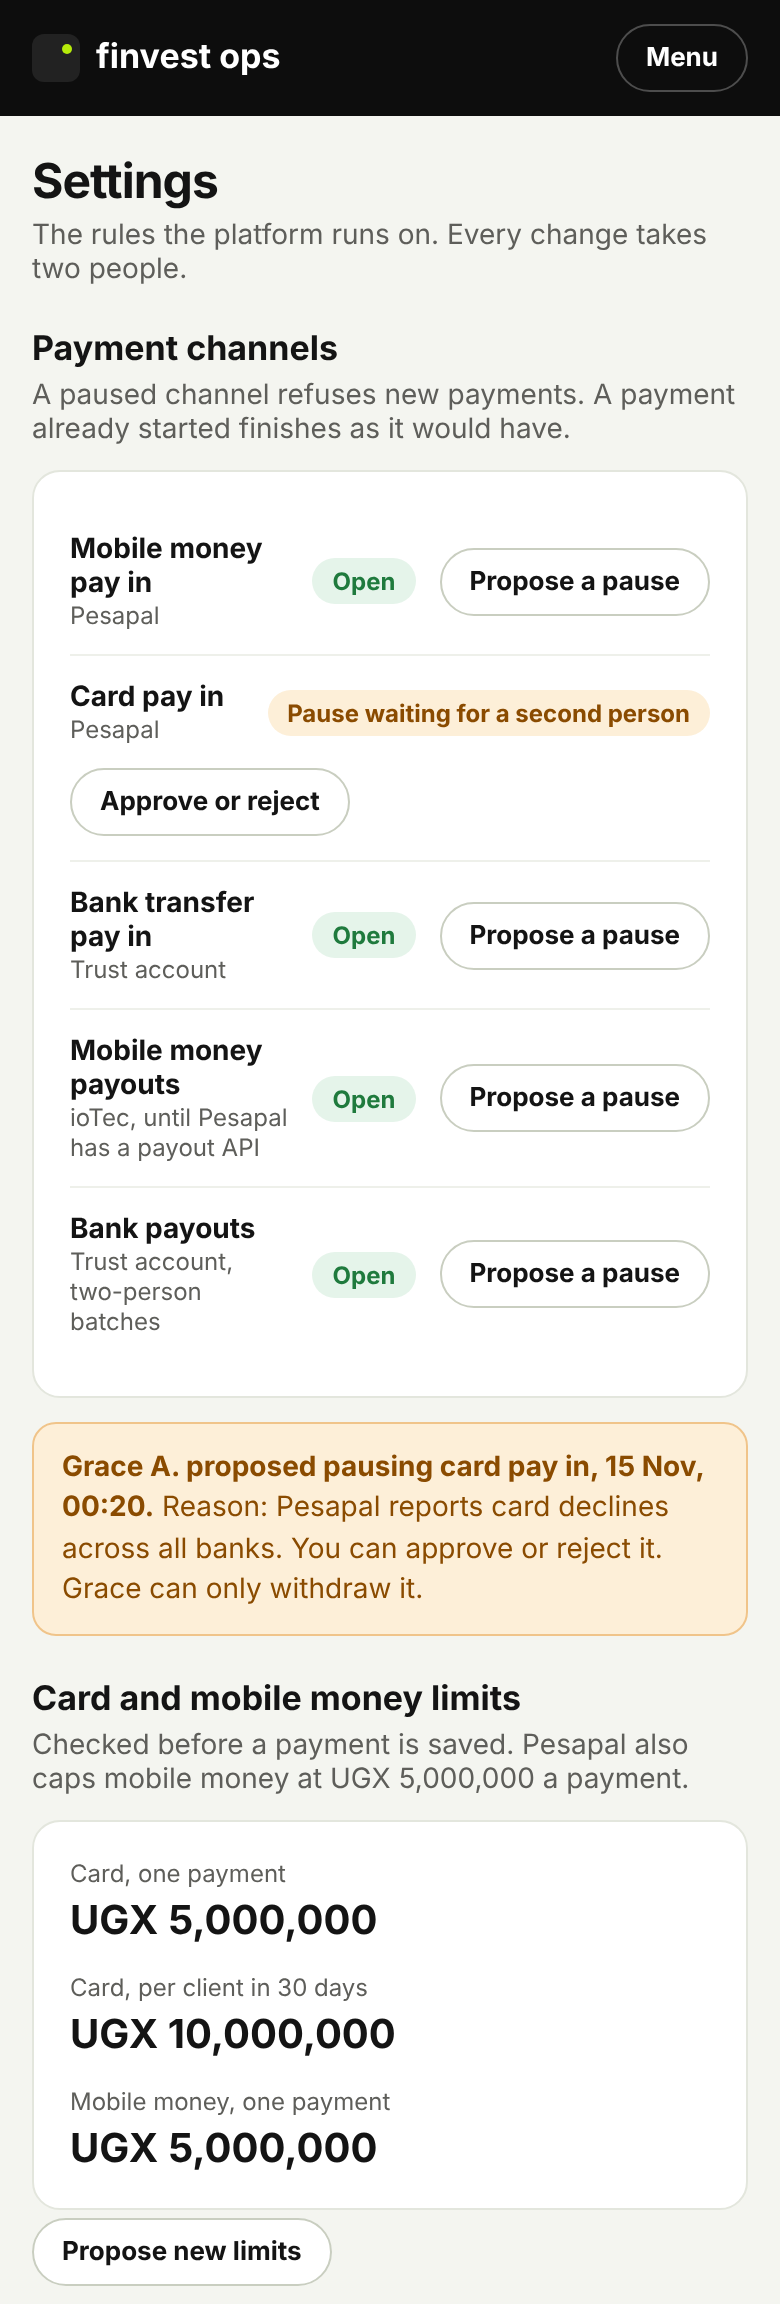 finvest ops
Menu
Settings
The rules the platform runs on. Every change takes
two people.
Payment channels
A paused channel refuses new payments. A payment
already started finishes as it would have.
Mobile money
pay in
Pesapal
Open
Propose a pause
Card pay in
Pesapal
Pause waiting for a second person
Approve or reject
Bank transfer
pay in
Trust account
Open
Propose a pause
Mobile money
payouts
ioTec, until Pesapal
has a payout API
Open
Propose a pause
Bank payouts
Trust account,
two-person
batches
Open
Propose a pause
Grace A. proposed pausing card pay in, 15 Nov,
00:20. Reason: Pesapal reports card declines
across all banks. You can approve or reject it.
Grace can only withdraw it.
Card and mobile money limits
Checked before a payment is saved. Pesapal also
caps mobile money at UGX 5,000,000 a payment.
Card, one payment
UGX 5,000,000
Card, per client in 30 days
UGX 10,000,000
Mobile money, one payment
UGX 5,000,000
Propose new limits